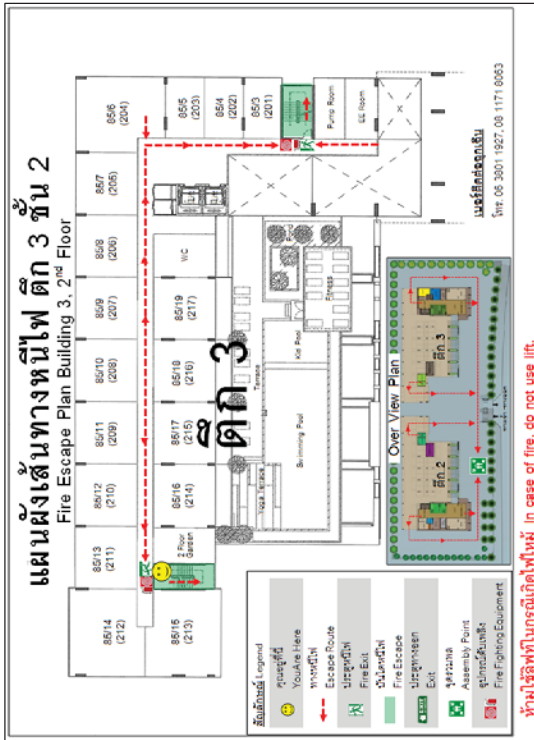 แผนผังเส้นทางหนีไฟ ตึก 3 ชั้น 2
Fire Escape Plan Building 3, 2nd Floor
85/14
(212)
85/13
(211)
85/12
(210)
85/11
(209)
85/10
(208)
85/9
(207)
85/8
(206)
85/7
(205)
85/6
(204)
85/5
(203)
85/4
(202)
85/3
(201)
85/15
(213)
2 Floor
Garden
85/16
(214)
85/17
(215)
85/18
(216)
85/19
(217)
WC
ตึก 3
Pump Room
EE Room
Terrace
Yoga Terrace
Swimming Pool
Kid Pool
Fitness
Pond
สัญลักษณ์ Legend
คุณอยู่ที่นี่
YouAre Here
ทางหนีไฟ
Escape Route
ประตูหนีไฟ
Fire Exit
บันไดหนีไฟ
Fire Escape
EXIT
ประตูทางออก
Exit
จุดรวมพล
Assembly Point
อุปกรณ์ดับเพลิง
Fire Fighting Equipment
Over View Plan
ตึก 2
ตึก 3
เบอร์ติดต่อฉุกเฉิน
โทร. 06 3901 1927, 08 1171 8063
ห้ามใช้ลิฟท์ในกรณีเกิดไฟไหม้ In case of fire, do not use lift.